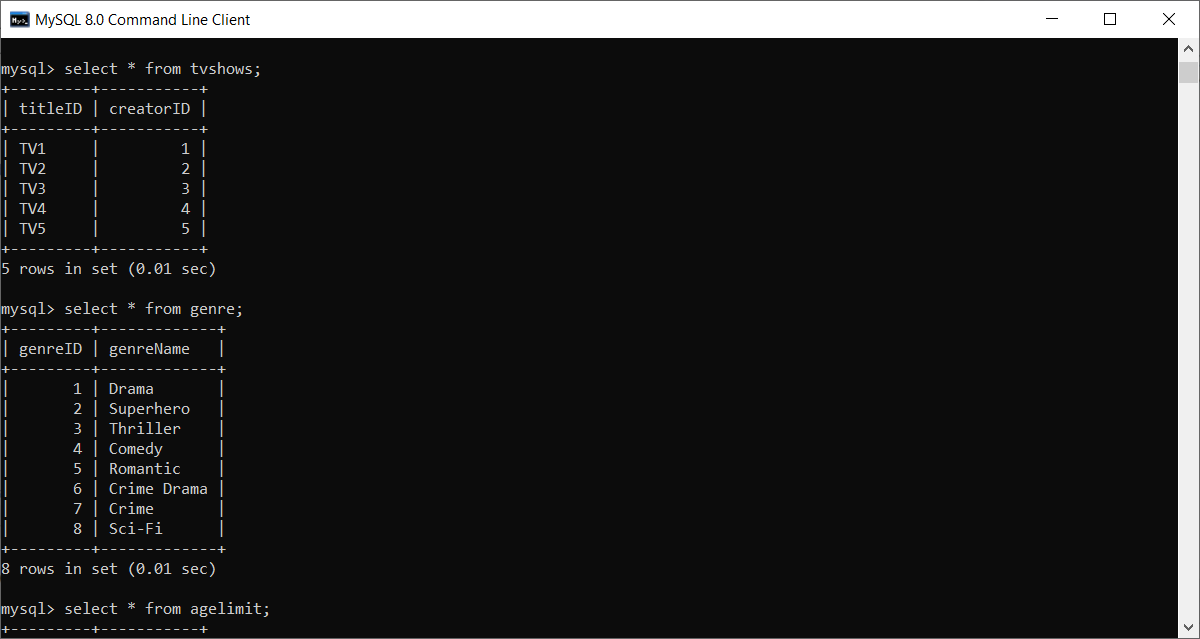 MySQL 8.0 Command Line Client
mysql> select * from tvshows;
+---------+-----------+
| titleID | creatorID |
+---------+-----------+
| TV1     |         1 |
| TV2     |         2 |
| TV3     |         3 |
| TV4     |         4 |
| TV5     |         5 |
+---------+-----------+
5 rows in set (0.01 sec)
mysql> select * from genre;
+---------+-------------+
| genreID | genreName   |
+---------+-------------+
|       1 | Drama       |
|       2 | Superhero   |
|       3 | Thriller    |
|       4 | Comedy      |
|       5 | Romantic    |
|       6 | Crime Drama |
|       7 | Crime       |
|       8 | Sci-Fi      |
+---------+-------------+
8 rows in set (0.01 sec)
mysql> select * from agelimit;
+---------+-----------+